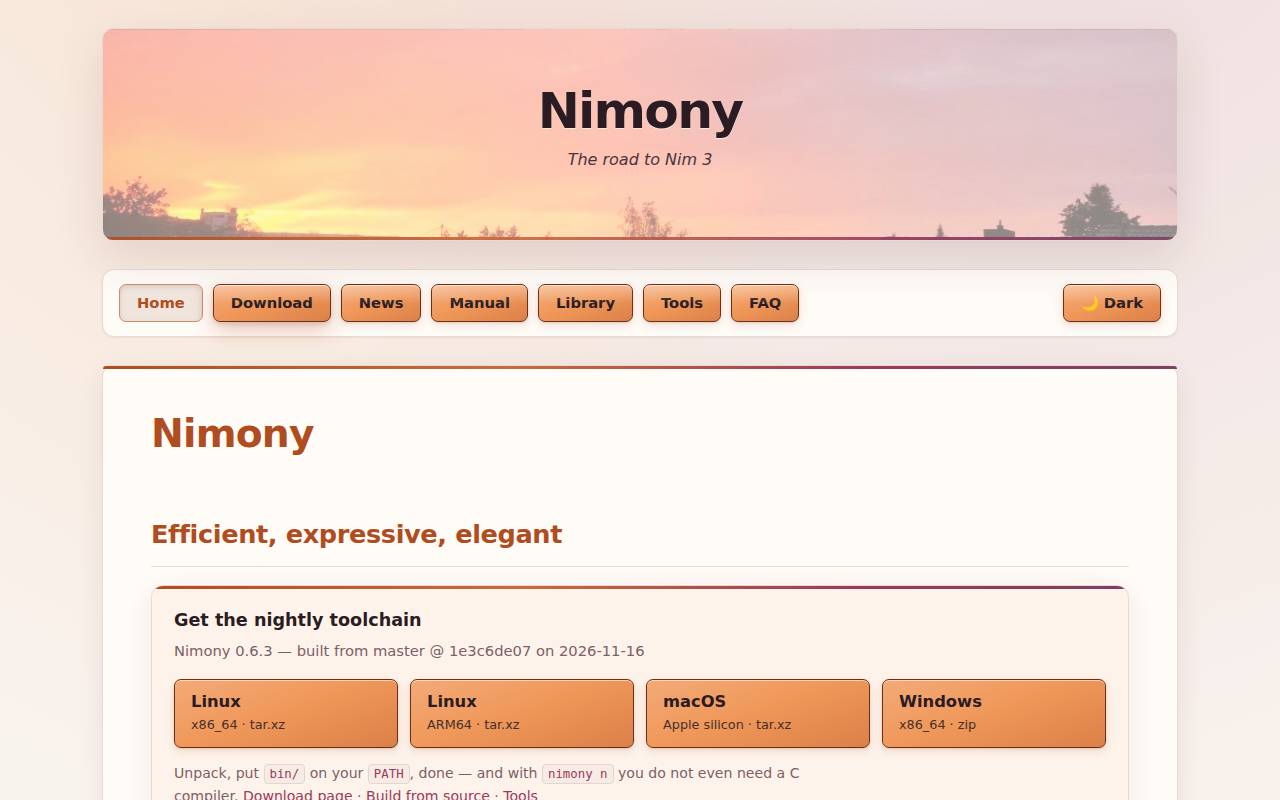 Nimony
The road to Nim 3
Home
Download
News
Manual
Library
Tools
FAQ
🌙 Dark
Nimony
Efficient, expressive, elegant
Get the nightly toolchain
Nimony 0.6.3 — built from master @ 1e3c6de07 on 2026-11-16
Linux
x86_64 · tar.xz
Linux
ARM64 · tar.xz
macOS
Apple silicon · tar.xz
Windows
x86_64 · zip
Unpack, put bin/ on your PATH, done — and with nimony n you do not even need a C
compiler. Download page · Build from source · Tools